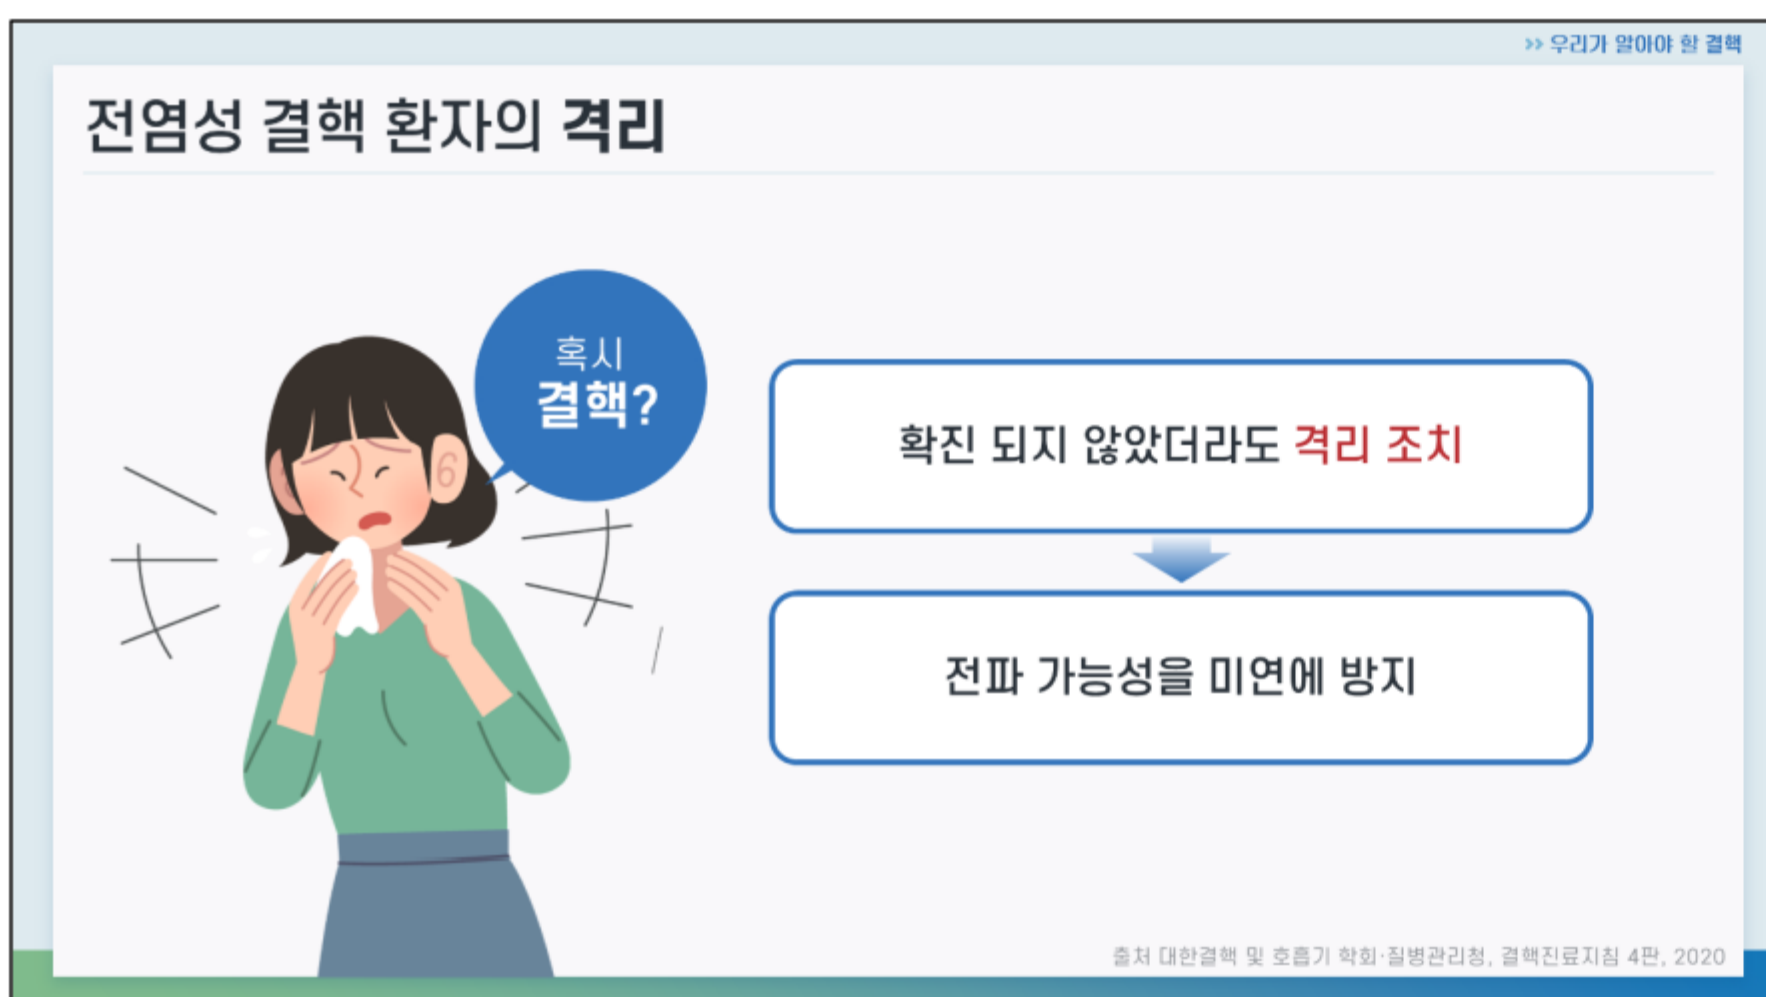 >> 우리가 알아야 할 결핵
전염성 결핵 환자의 격리
혹시
결핵?
확진 되지 않았더라도 격리 조치
전파 가능성을 미연에 방지
출처 대한결핵 및 호흡기 학회·질병관리청, 결핵진료지침 4판, 2020